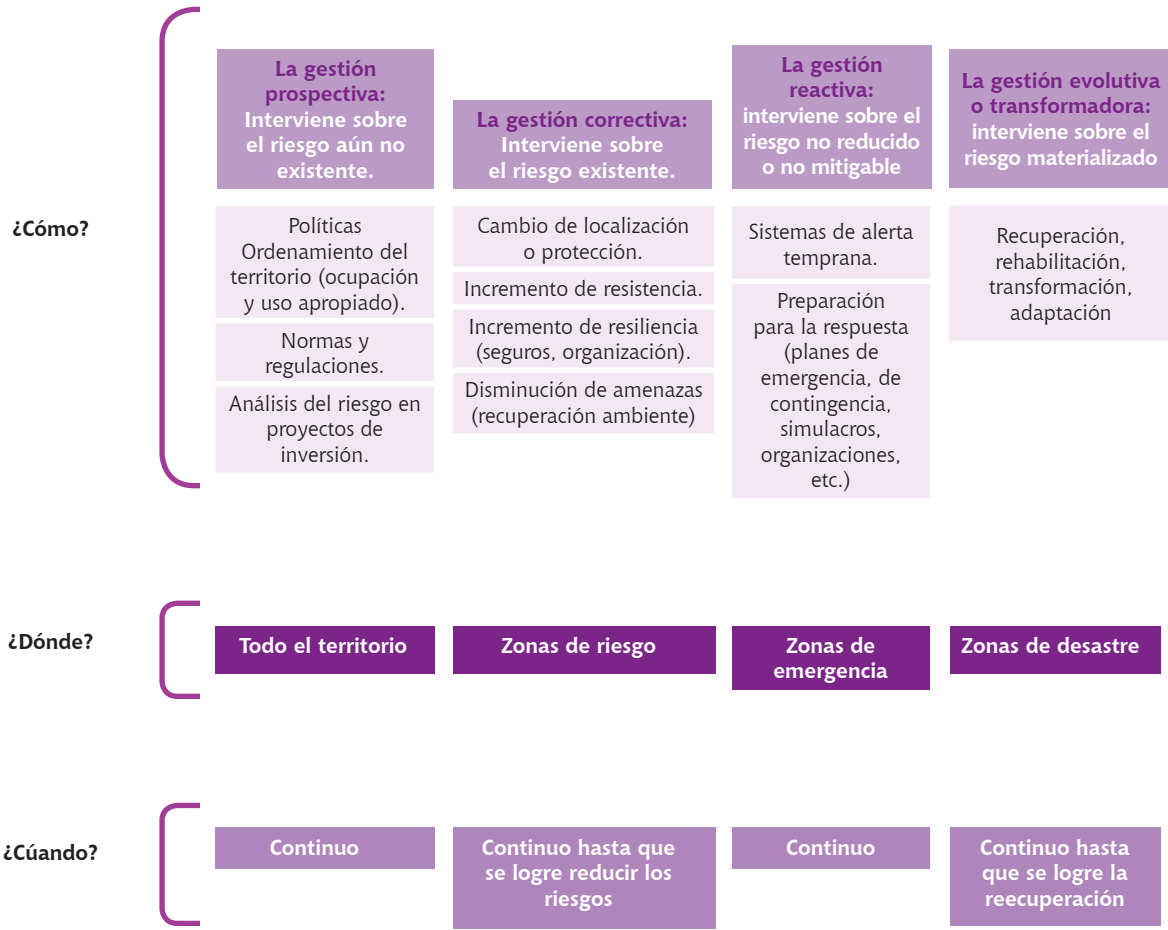 ¿Cómo?
La gestión
prospectiva:
Interviene sobre
el riesgo aún no
existente.
Políticas
Ordenamiento del
territorio (ocupación
y uso apropiado).
Normas y
regulaciones.
Análisis del riesgo en
proyectos de
inversión.
La gestión correctiva:
Interviene sobre
el riesgo existente.
Cambio de localización
o protección.
Incremento de resistencia.
Incremento de resiliencia
(seguros, organización).
Disminución de amenazas
(recuperación ambiente)
La gestión
reactiva:
interviene sobre el
riesgo no reducido
o no mitigable
Sistemas de alerta
temprana.
Preparación
para la respuesta
(planes de
emergencia, de
contingencia,
simulacros,
organizaciones,
etc.)
La gestión evolutiva
o transformadora:
interviene sobre el
riesgo materializado
Recuperación,
rehabilitación,
transformación,
adaptación
¿Dónde?
Todo el territorio
Zonas de riesgo
Zonas de
emergencia
Zonas de desastre
¿Cúando?
Continuo
Continuo hasta que
se logre reducir los
riesgos
Continuo
Continuo hasta
que se logre la
reecuperación